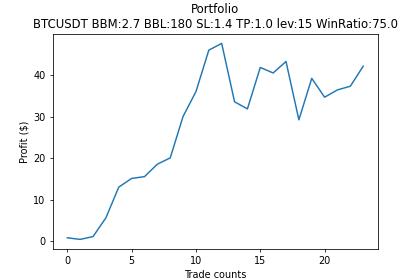 Portfolio
BTCUSDT BBM:2.7 BBL:180 SL:1.4 TP:1.0 lev:15 WinRatio:75.0
40
30
20
10
0
Profit ($)
0 5 10 15 20
Trade counts